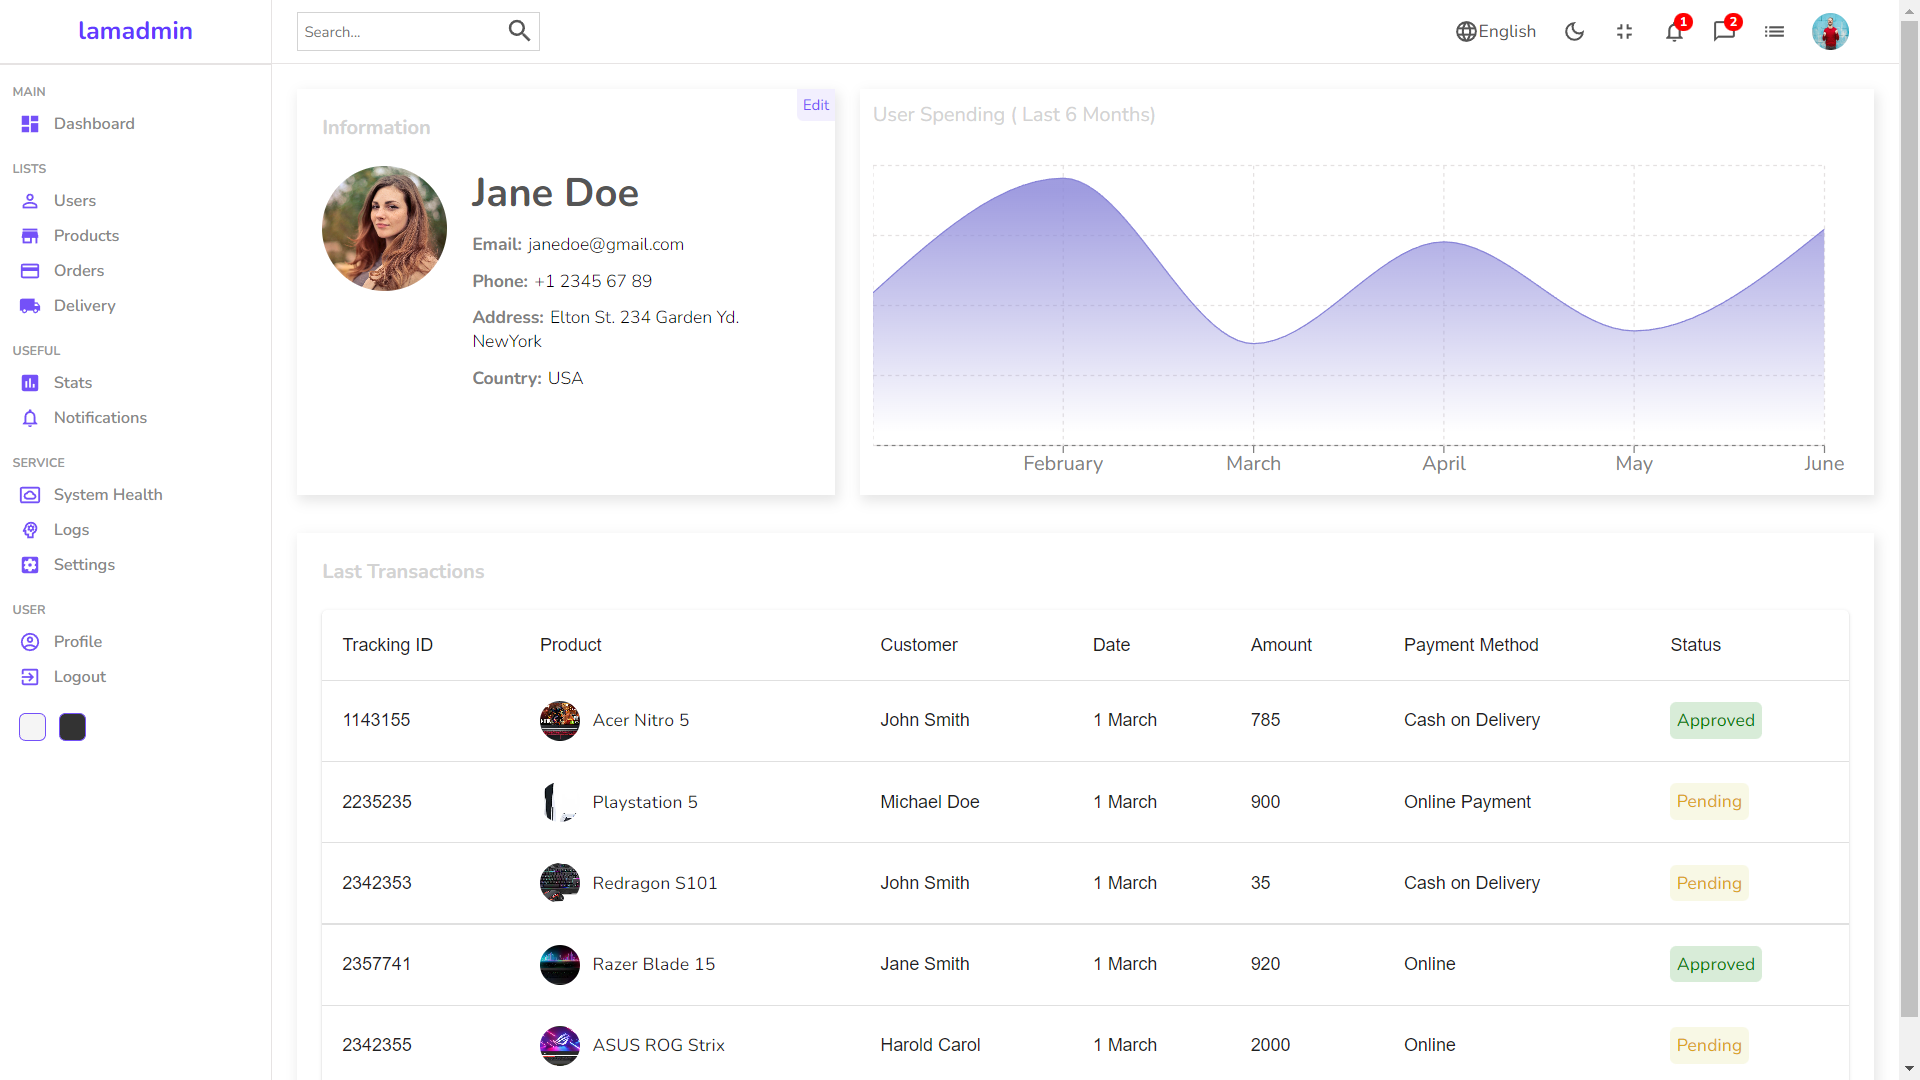 lamadmin
Search...
English
1
2
MAIN
Dashboard
LISTS
Users
Products
Orders
Delivery
USEFUL
Stats
Notifications
SERVICE
System Health
Logs
Settings
USER
Profile
Logout
Edit
Information
Jane Doe
Email: janedoe@gmail.com
Phone: +1 2345 67 89
Address: Elton St. 234 Garden Yd.
NewYork
Country: USA
User Spending ( Last 6 Months)
February March April May June
Last Transactions
Tracking ID Product Customer Date Amount Payment Method Status
1143155 Acer Nitro 5 John Smith 1 March 785 Cash on Delivery Approved
2235235 Playstation 5 Michael Doe 1 March 900 Online Payment Pending
2342353 Redragon S101 John Smith 1 March 35 Cash on Delivery Pending
2357741 Razer Blade 15 Jane Smith 1 March 920 Online Approved
2342355 ASUS ROG Strix Harold Carol 1 March 2000 Online Pending